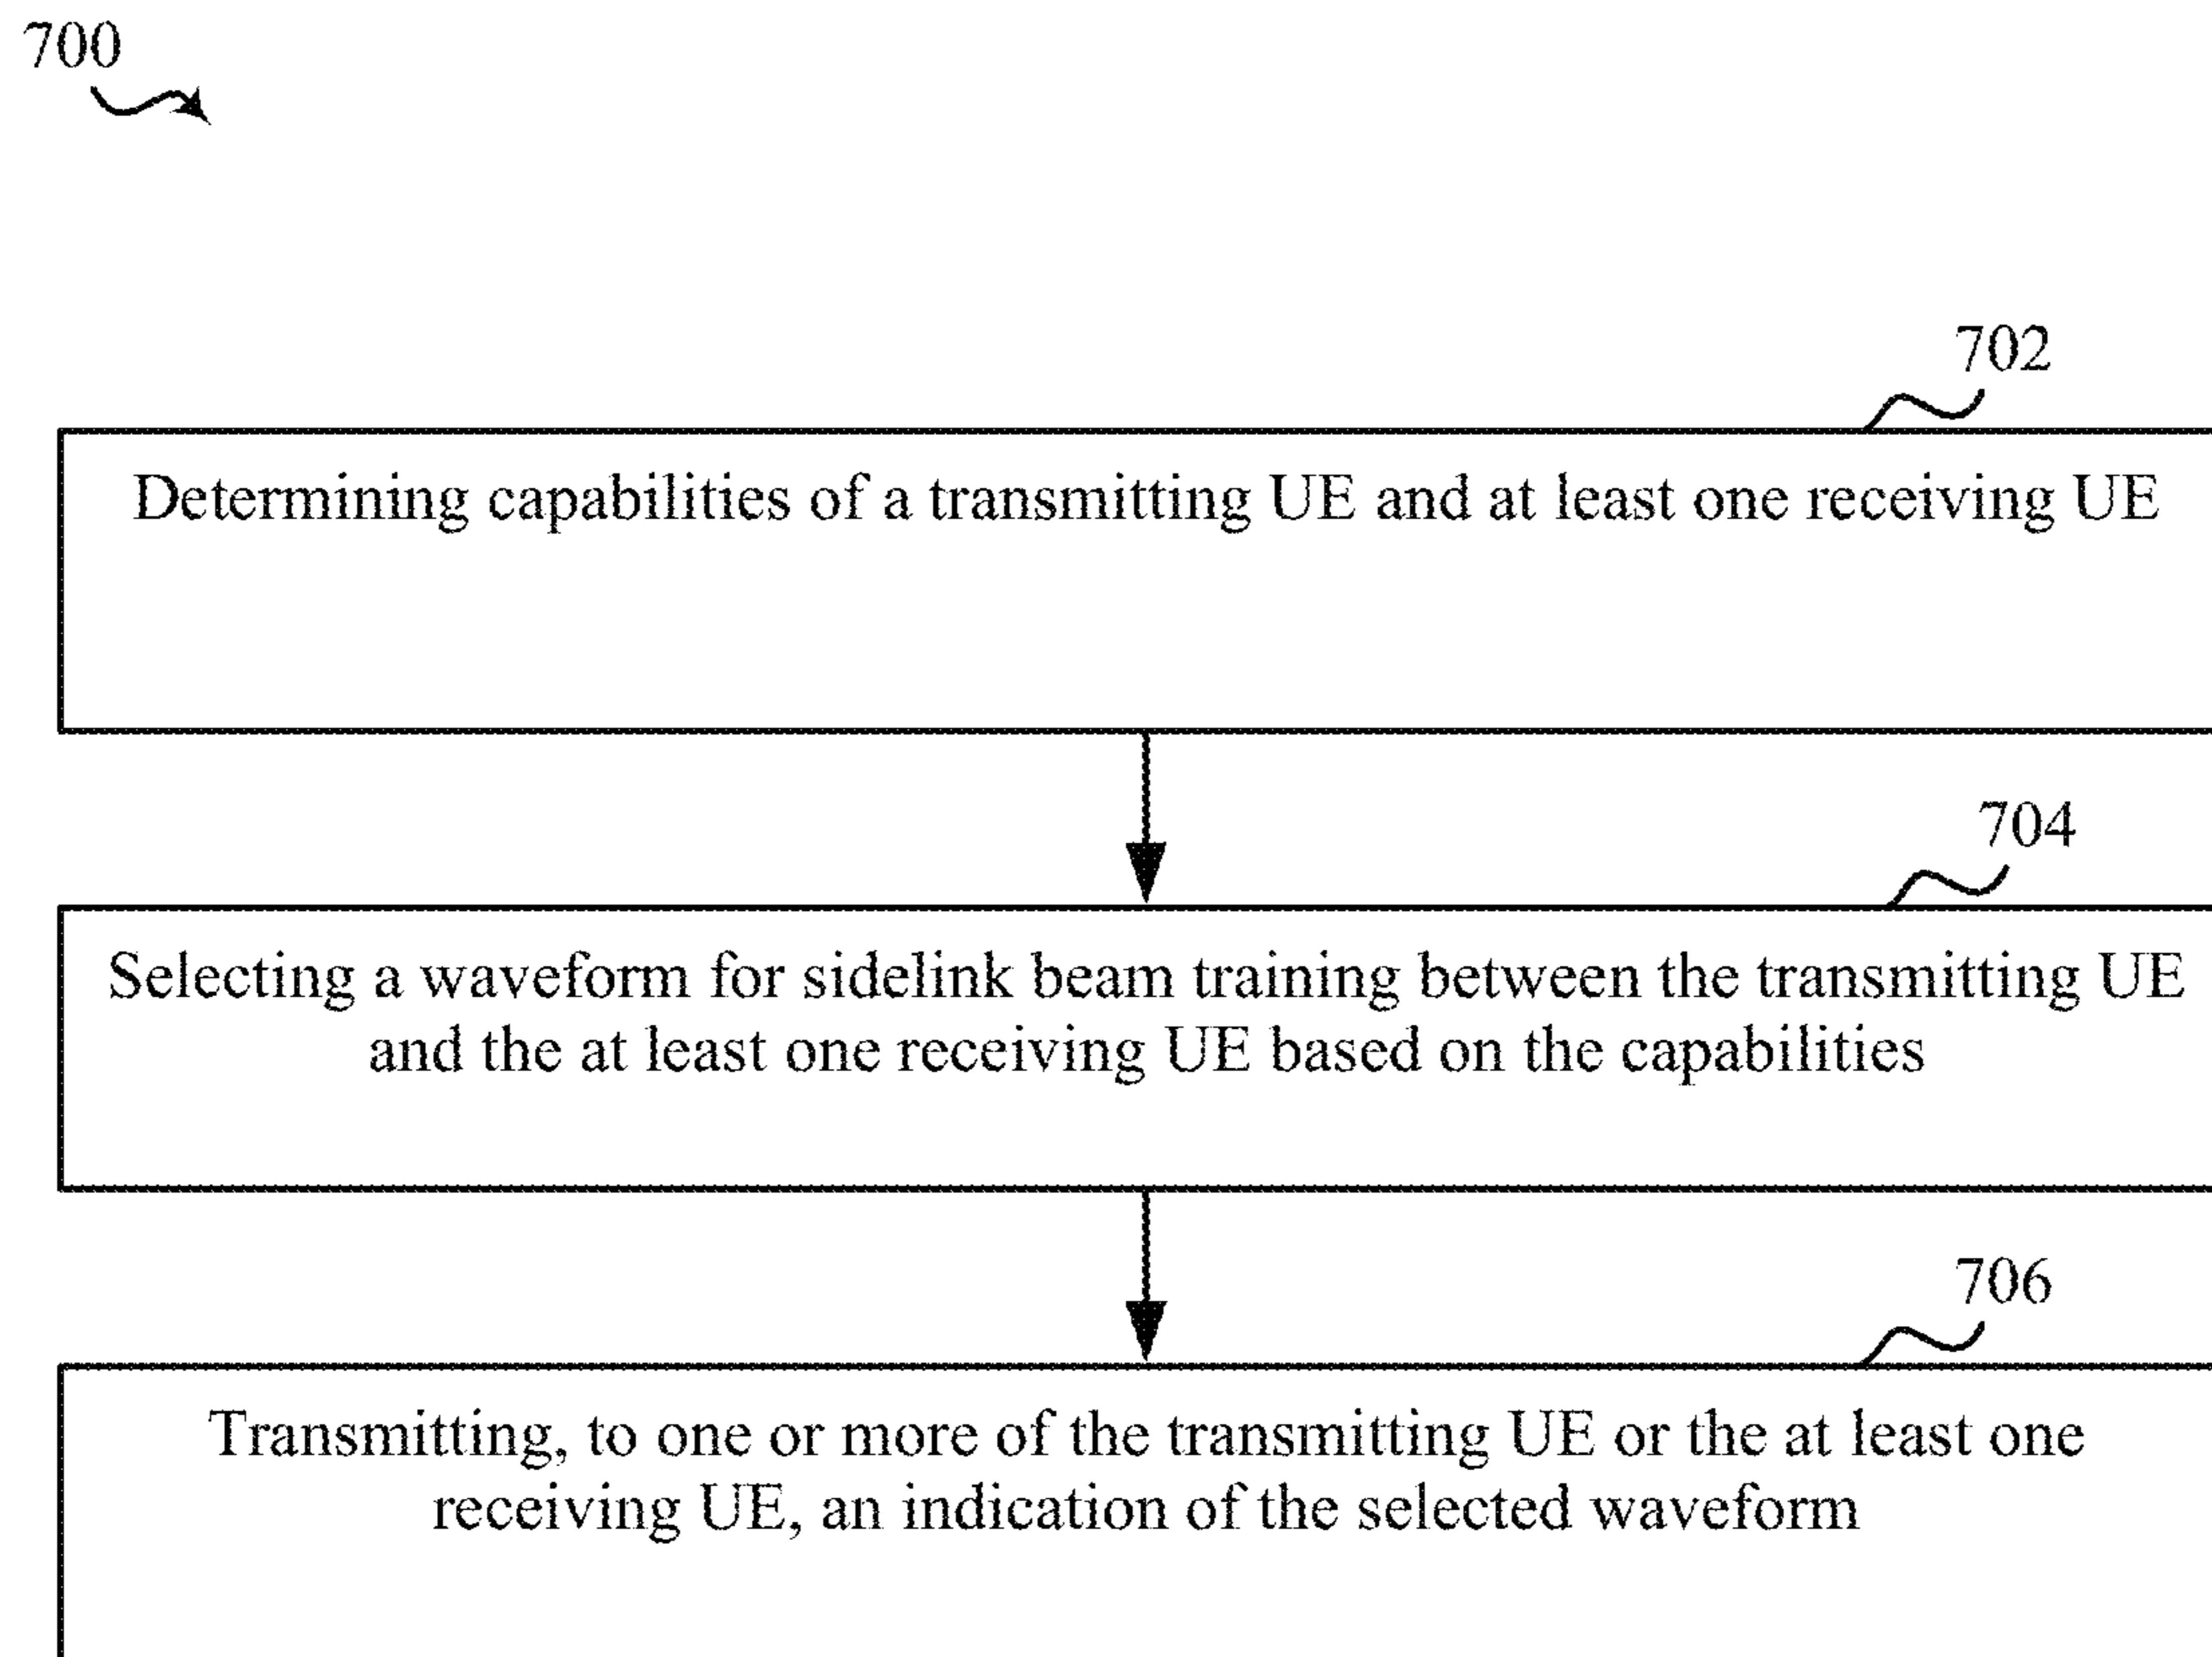 700
702
Determining capabilities of a transmitting UE and at least one receiving UE
704
Selecting a waveform for sidelink beam training between the transmitting UE
and the at least one receiving UE based on the capabilities
706
Transmitting, to one or more of the transmitting UE or the at least one
receiving UE, an indication of the selected waveform